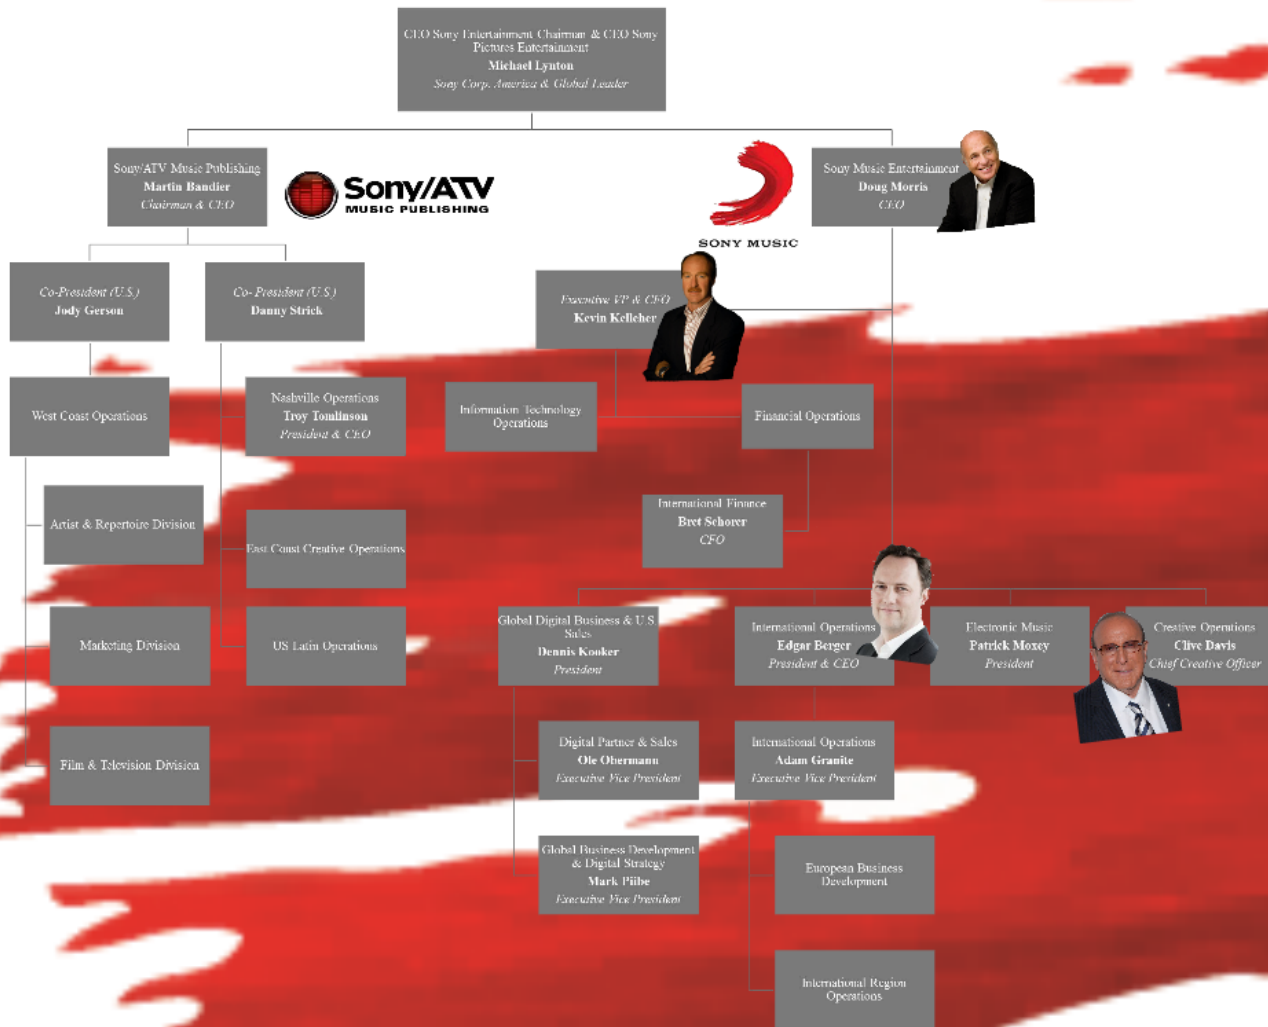 CEO Sony Entertainment Chairman & CEO Sony
Pictures Entertainment
Michael Lynton
Sony Corp. America & Global Leader
Sony/ATV Music Publishing
Martin Bandier
Chairman & CEO
Sony/ATV
MUSIC PUBLISHING
SONY MUSIC
Sony Music Entertainment
Doug Morris
CEO
Co-President (U.S.)
Jody Gerson
Co- President (U.S.)
Danny Strick
Executive VP & CFO
Kevin Kelleher
West Coast Operations
Nashville Operations
Troy Tomlinson
President & CEO
Information Technology
Operations
Financial Operations
Artist & Repertoire Division
East Coast Creative Operations
International Finance
Bret Schorer
CFO
Marketing Division
US Latin Operations
Film & Television Division
Global Digital Business & U.S.
Sales
Dennis Kooker
President
International Operations
Edgar Berger
President & CEO
Electronic Music
Patrick Moxey
President
Creative Operations
Clive Davis
Chief Creative Officer
Digital Partner & Sales
Ole Obermann
Executive Vice President
International Operations
Adam Granite
Executive Vice President
Global Business Development
& Digital Strategy
Mark Piibe
Executive Vice President
European Business
Development
International Region
Operations